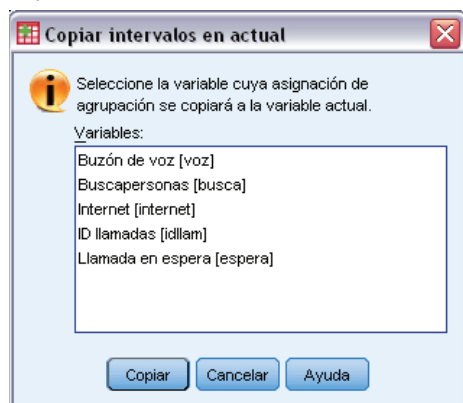 Copiar intervalos en actual
Seleccione la variable cuya asignación de
agrupación se copiará a la variable actual.
Variables:
Buzón de voz [voz]
Buscapersonas [busca]
Internet [internet]
ID llamadas [idllam]
Llamada en espera [espera]
Copiar Cancelar Ayuda